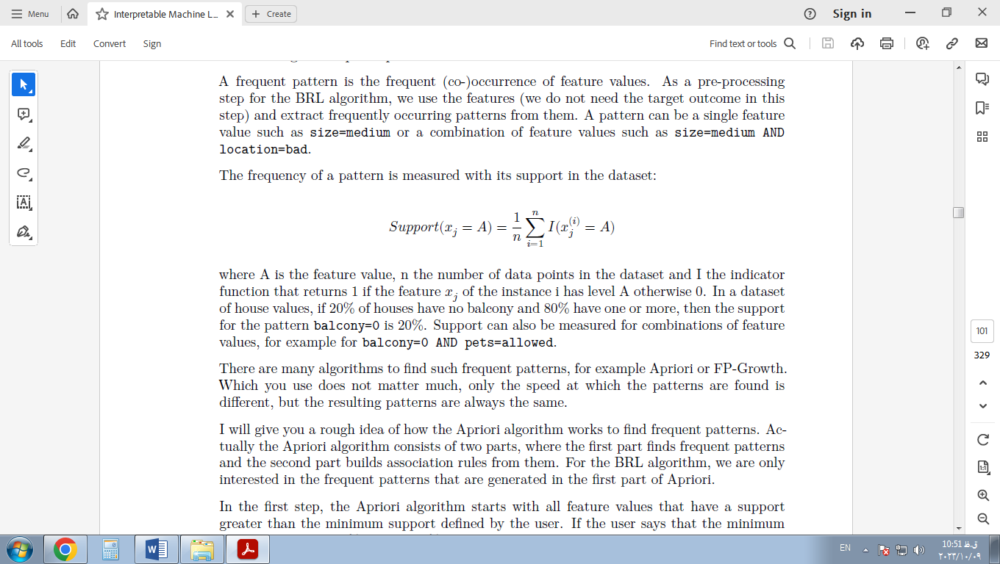 Menu
Interpretable Machine L...
Create
Sign in
All tools
Edit
Convert
Sign
Find text or tools
A frequent pattern is the frequent (co-)occurrence of feature values. As a pre-processing
step for the BRL algorithm, we use the features (we do not need the target outcome in this
step) and extract frequently occurring patterns from them. A pattern can be a single feature
value such as size=medium or a combination of feature values such as size=medium AND
location=bad.
The frequency of a pattern is measured with its support in the dataset:
Support(x_j = A) = 1/n ∑_{i=1}^{n} I(x_j^{(i)} = A)
where A is the feature value, n the number of data points in the dataset and I the indicator
function that returns 1 if the feature x_j of the instance i has level A otherwise 0. In a dataset
of house values, if 20% of houses have no balcony and 80% have one or more, then the support
for the pattern balcony=0 is 20%. Support can also be measured for combinations of feature
values, for example for balcony=0 AND pets=allowed.
There are many algorithms to find such frequent patterns, for example Apriori or FP-Growth.
Which you use does not matter much, only the speed at which the patterns are found is
different, but the resulting patterns are always the same.
I will give you a rough idea of how the Apriori algorithm works to find frequent patterns. Ac-
tually the Apriori algorithm consists of two parts, where the first part finds frequent patterns
and the second part builds association rules from them. For the BRL algorithm, we are only
interested in the frequent patterns that are generated in the first part of Apriori.
In the first step, the Apriori algorithm starts with all feature values that have a support
greater than the minimum support defined by the user. If the user says that the minimum
101
329
EN
10:51 ق.ظ
۲۰۲۳/۱۰/۰۹